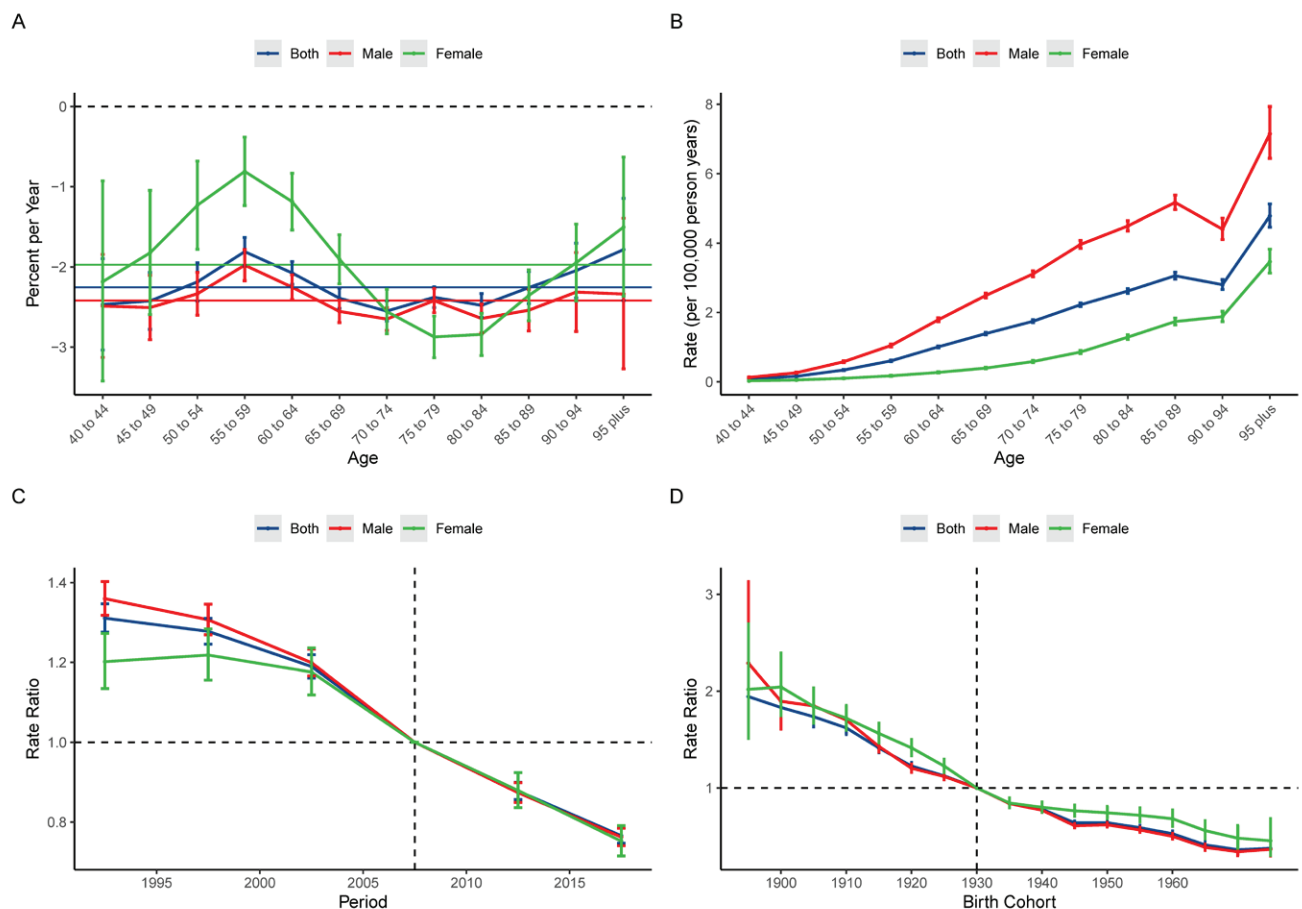 A
Both Male Female
Percent per Year
0
−1
−2
−3
40 to 44 45 to 49 50 to 54 55 to 59 60 to 64 65 to 69 70 to 74 75 to 79 80 to 84 85 to 89 90 to 94 95 plus
Age
B
Both Male Female
Rate (per 100,000 person years)
8
6
4
2
0
40 to 44 45 to 49 50 to 54 55 to 59 60 to 64 65 to 69 70 to 74 75 to 79 80 to 84 85 to 89 90 to 94 95 plus
Age
C
Both Male Female
Rate Ratio
1.4
1.2
1.0
0.8
1995 2000 2005 2010 2015
Period
D
Both Male Female
Rate Ratio
3
2
1
1900 1910 1920 1930 1940 1950 1960
Birth Cohort